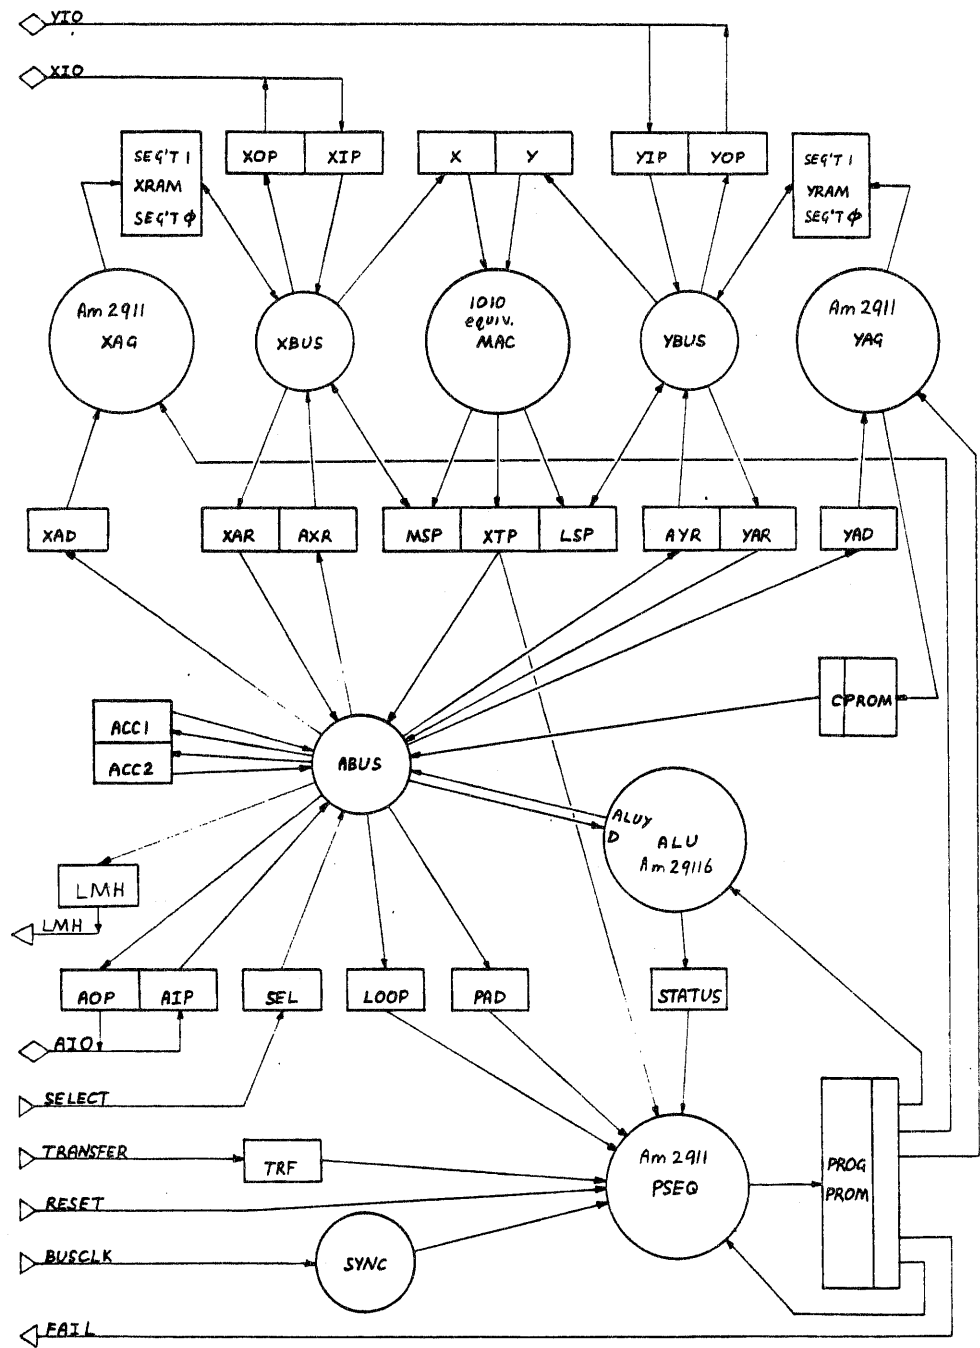 YIO
XIO
SEG'T 1
XRAM
SEG'T Ø
XOP
XIP
X
Y
YIP
YOP
SEG'T 1
YRAM
SEG'T Ø
Am 2911
XAG
XBUS
1010
equiv.
MAC
YBUS
Am 2911
YAG
XAD
XAR
AXR
MSP
XTP
LSP
AYR
YAR
YAD
CPROM
ACC1
ACC2
ABUS
ALUY
D
ALU
Am 29116
LMH
LMH
AOP
AIP
SEL
LOOP
PAD
STATUS
AIO
SELECT
TRANSFER
TRF
Am 2911
PSEQ
PROG
PROM
RESET
BUSCLK
SYNC
FAIL